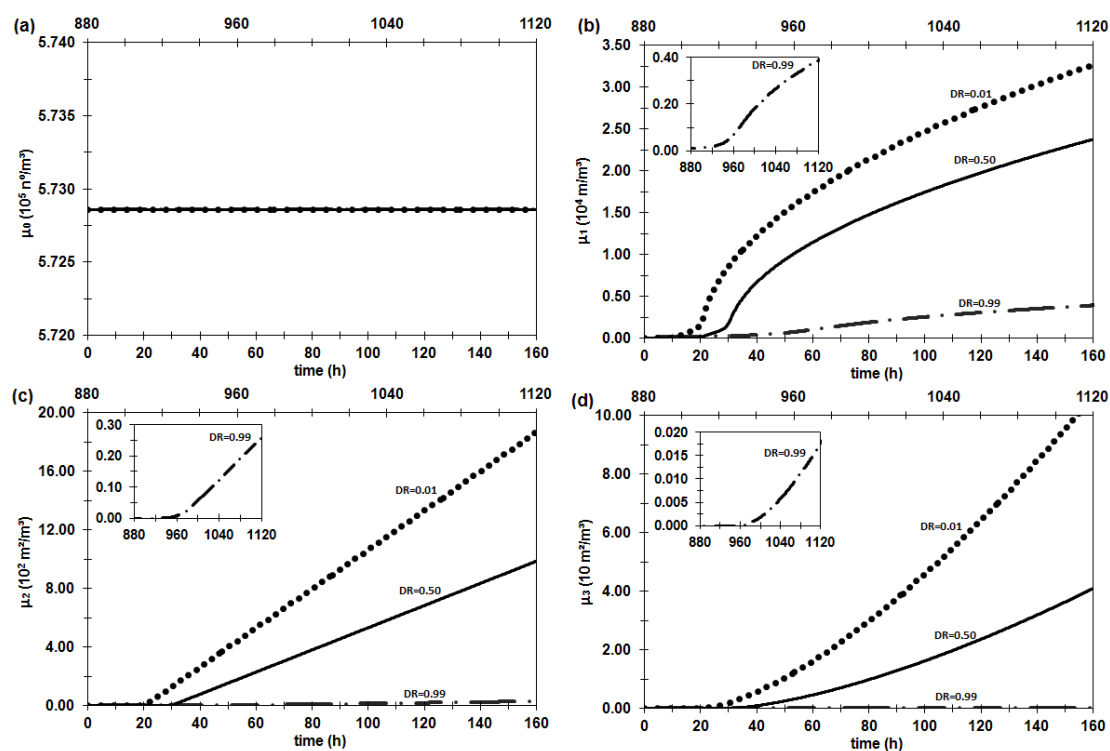 (a)
880 960 1040 1120
5.740
5.735
5.730
5.725
5.720
μ₀ (10⁵ nº/m³)
0 20 40 60 80 100 120 140 160
time (h)
(b)
880 960 1040 1120
3.50
3.00
2.50
2.00
1.50
1.00
0.50
0.00
μ₁ (10⁴ m/m³)
0.40
0.20
0.00
880 960 1040 1120
DR=0.99
DR=0.01
DR=0.50
DR=0.99
0 20 40 60 80 100 120 140 160
time (h)
(c)
880 960 1040 1120
20.00
16.00
12.00
8.00
4.00
0.00
μ₂ (10² m²/m³)
0.30
0.20
0.10
0.00
880 960 1040 1120
DR=0.99
DR=0.01
DR=0.50
DR=0.99
0 20 40 60 80 100 120 140 160
time (h)
(d)
880 960 1040 1120
10.00
8.00
6.00
4.00
2.00
0.00
μ₃ (10 m²/m³)
0.020
0.015
0.010
0.005
0.000
880 960 1040 1120
DR=0.99
DR=0.01
DR=0.50
DR=0.99
0 20 40 60 80 100 120 140 160
time (h)